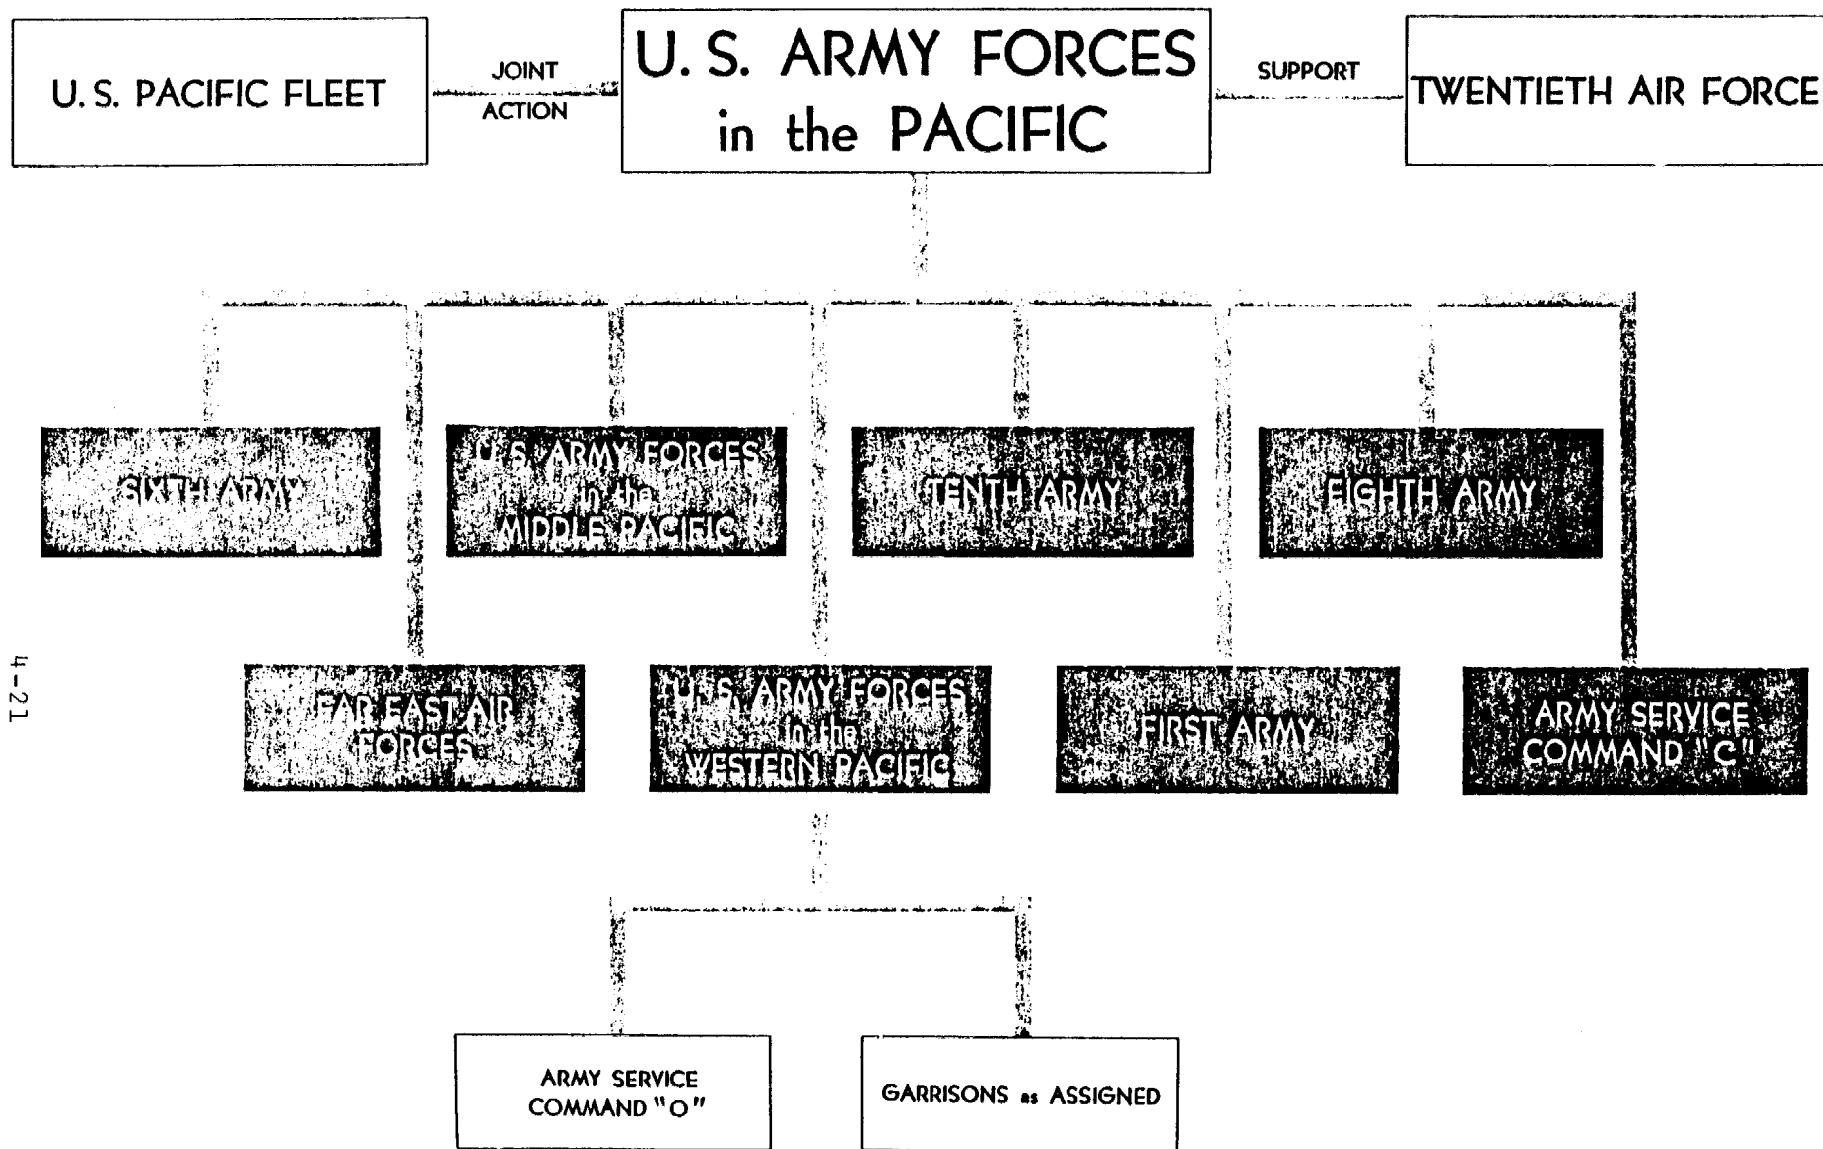 U. S. PACIFIC FLEET
JOINT
ACTION
U. S. ARMY FORCES
in the PACIFIC
SUPPORT
TWENTIETH AIR FORCE
SIXTH ARMY
U. S. ARMY FORCES
in the
MIDDLE PACIFIC
TENTH ARMY
EIGHTH ARMY
FAR EAST AIR
FORCES
U. S. ARMY FORCES
in the
WESTERN PACIFIC
FIRST ARMY
ARMY SERVICE
COMMAND "C"
ARMY SERVICE
COMMAND "O"
GARRISONS as ASSIGNED
4-21